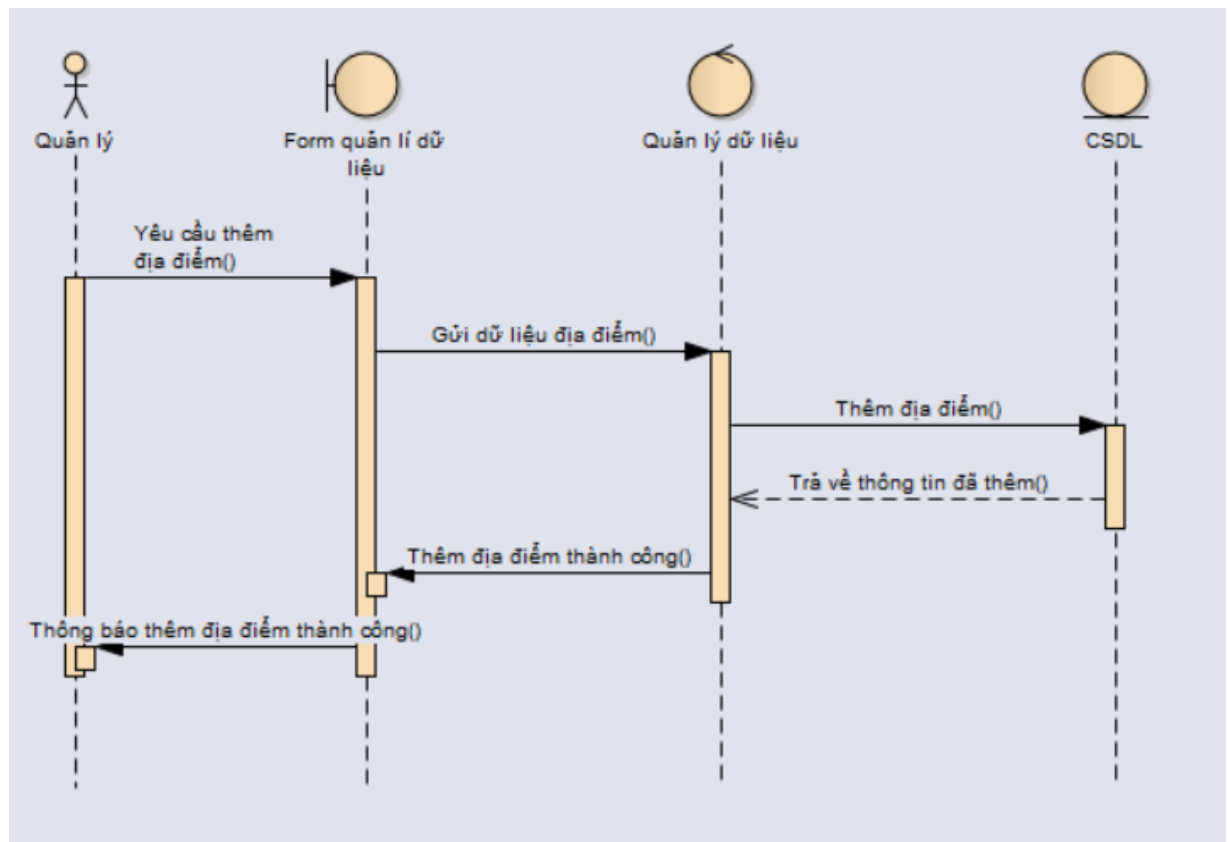 Quản lý
Form quản lí dữ
liệu
Quản lý dữ liệu
CSDL
Yêu cầu thêm
địa điểm()
Gửi dữ liệu địa điểm()
Thêm địa điểm()
Trả về thông tin đã thêm()
Thêm địa điểm thành công()
Thông báo thêm địa điểm thành công()